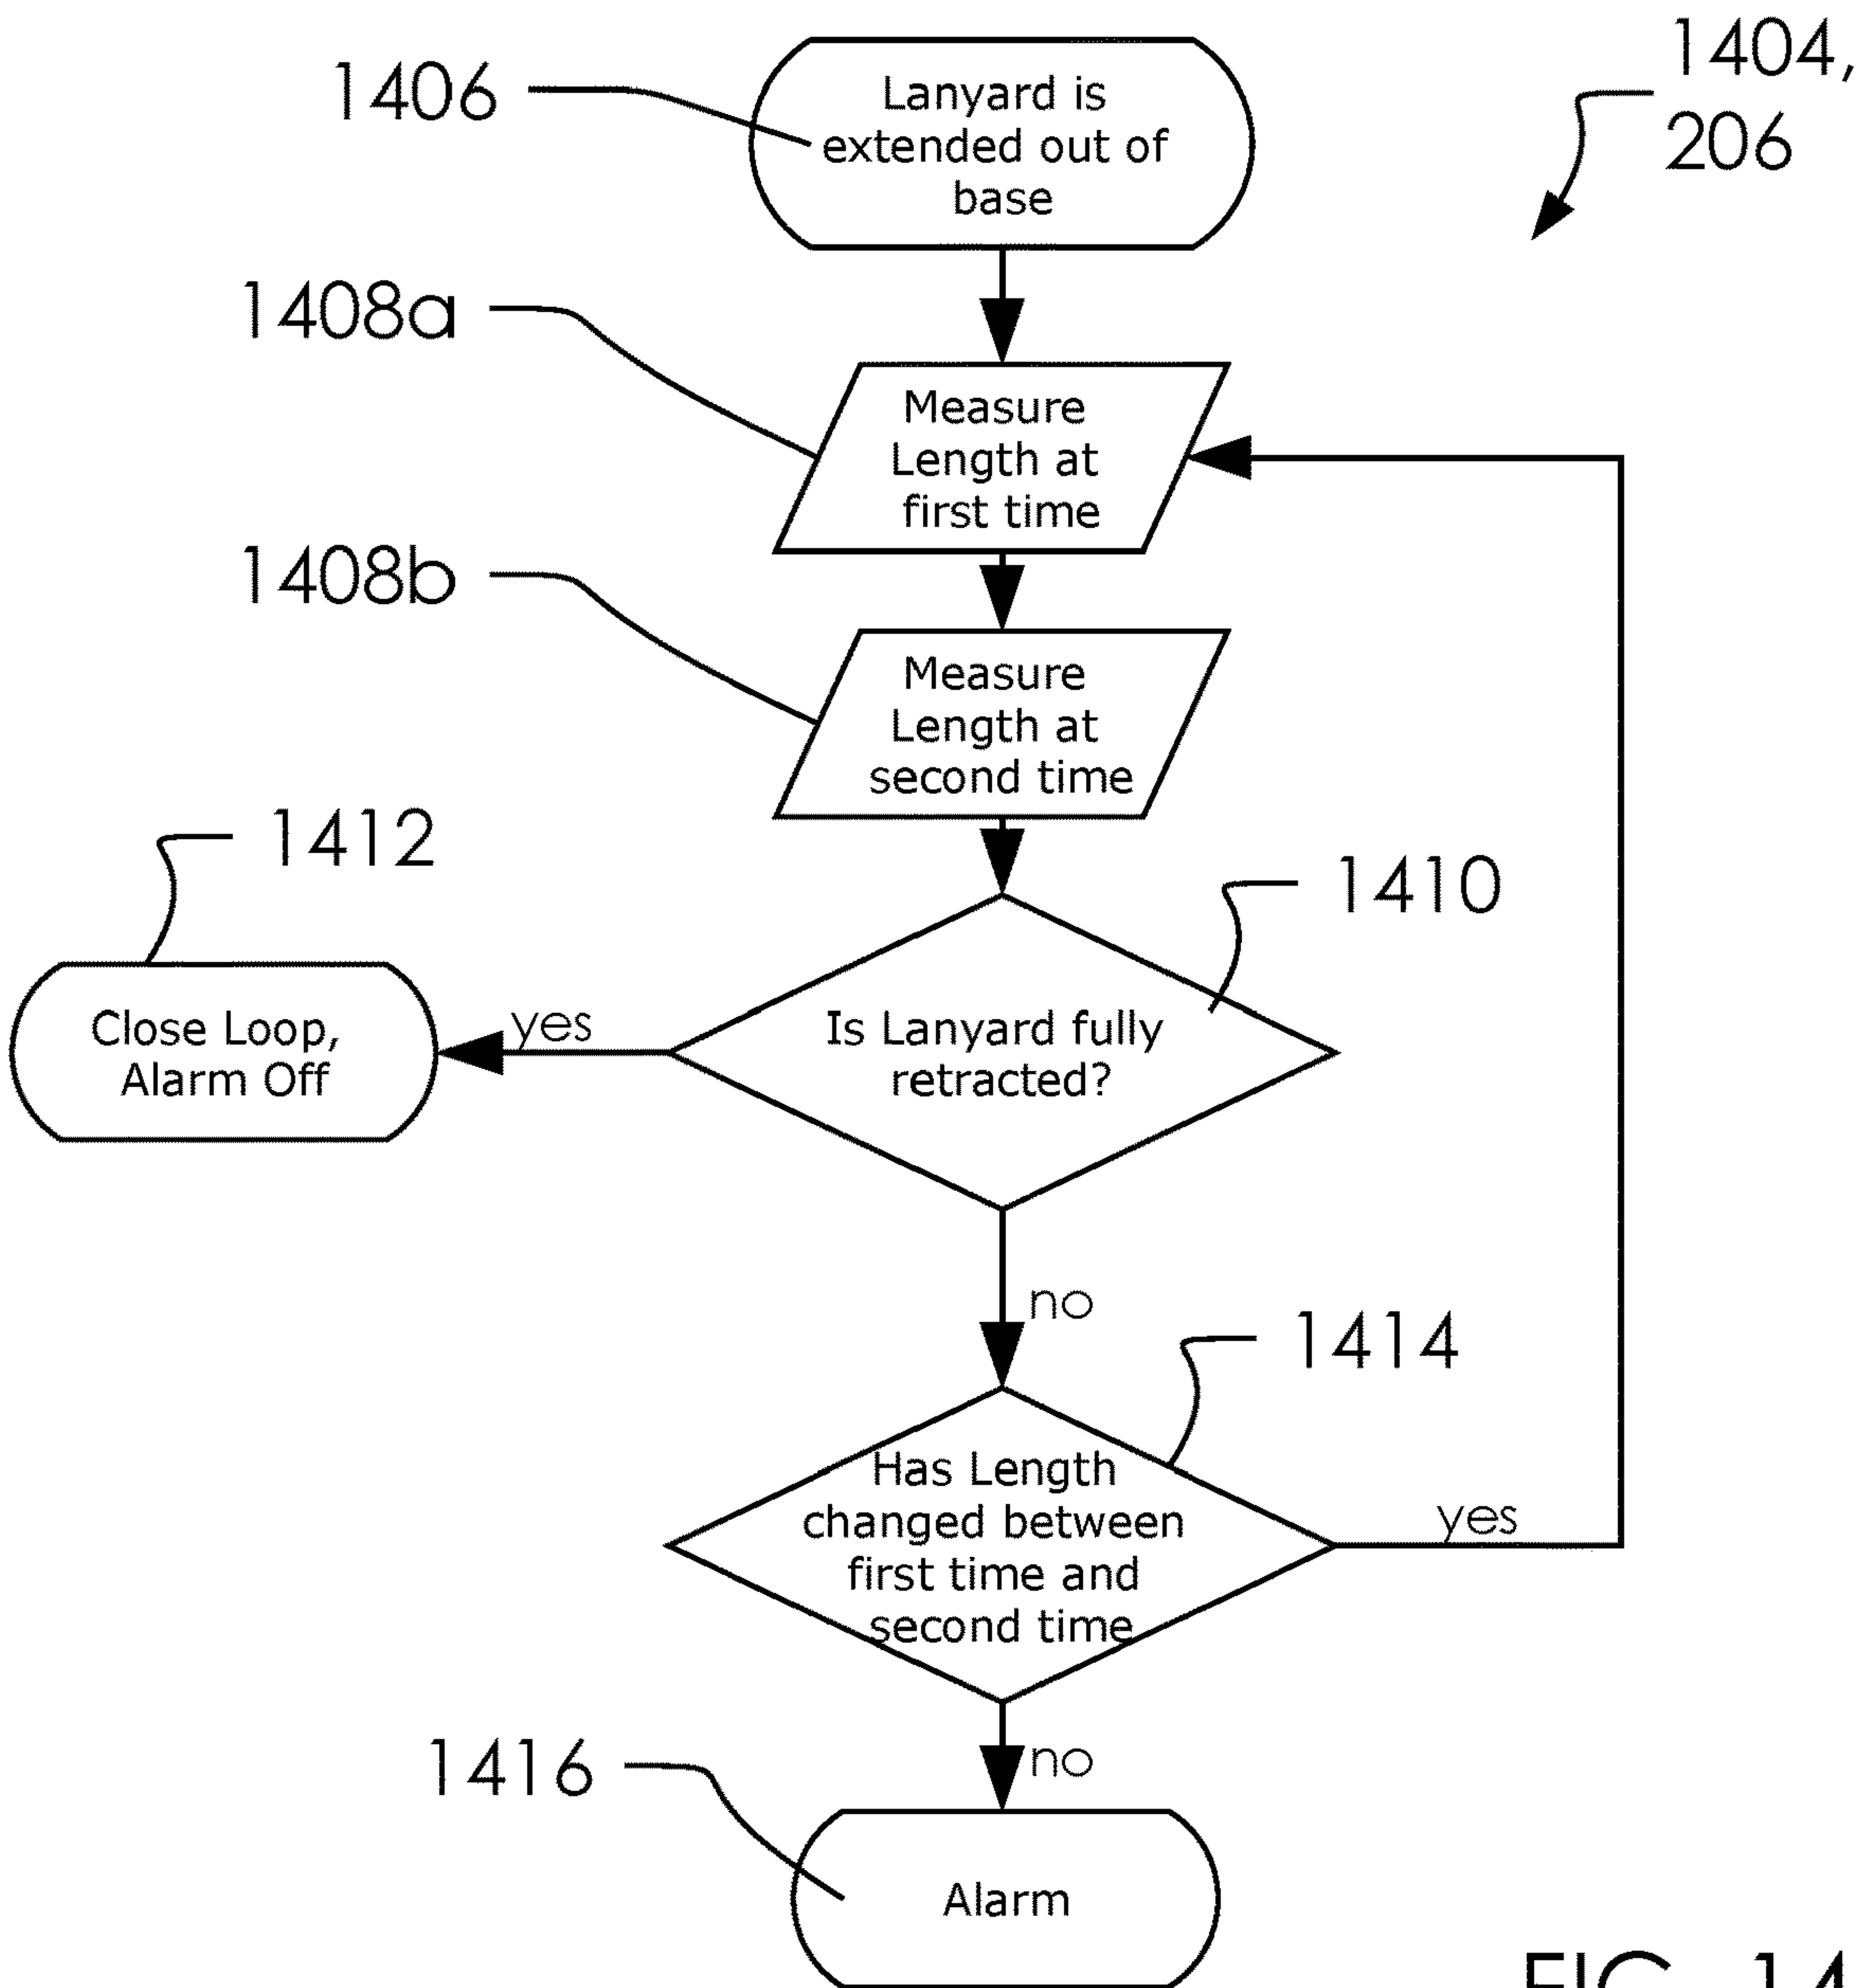 1404,
206
1406
Lanyard is
extended out of
base
1408a
Measure
Length at
first time
1408b
Measure
Length at
second time
1412
1410
Close Loop,
Alarm Off
yes
Is Lanyard fully
retracted?
no
1414
Has Length
changed between
first time and
second time
yes
no
1416
Alarm
FIG. 14